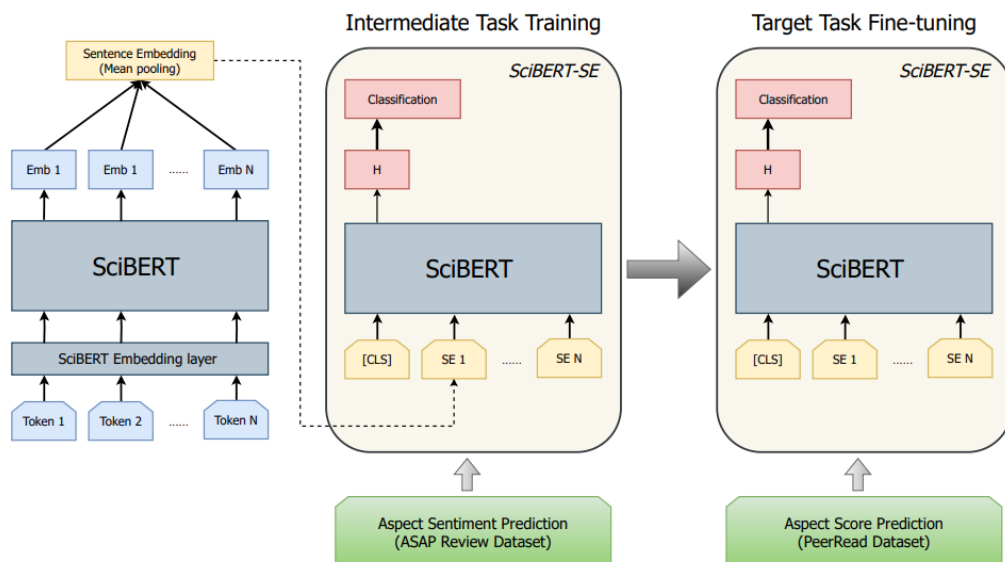 Sentence Embedding
(Mean pooling)
Emb 1
Emb 1
......
Emb N
SciBERT
SciBERT Embedding layer
Token 1
Token 2
......
Token N
Intermediate Task Training
SciBERT-SE
Classification
H
SciBERT
[CLS]
SE 1
......
SE N
Aspect Sentiment Prediction
(ASAP Review Dataset)
Target Task Fine-tuning
SciBERT-SE
Classification
H
SciBERT
[CLS]
SE 1
......
SE N
Aspect Score Prediction
(PeerRead Dataset)